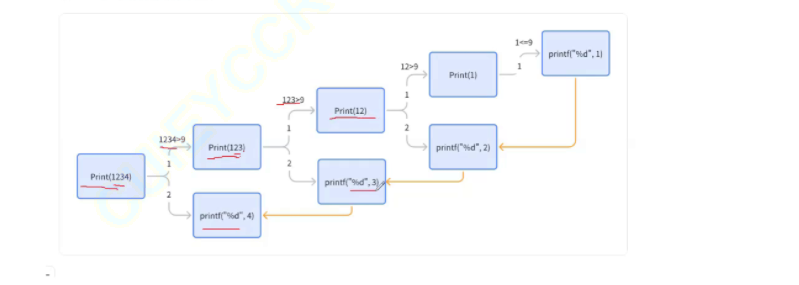 1<=9
printf("%d", 1)
1
12>9
Print(1)
1
123>9
Print(12)
1
2
printf("%d", 2)
1234>9
Print(123)
1
2
printf("%d", 3)
Print(1234)
1
2
printf("%d", 4)